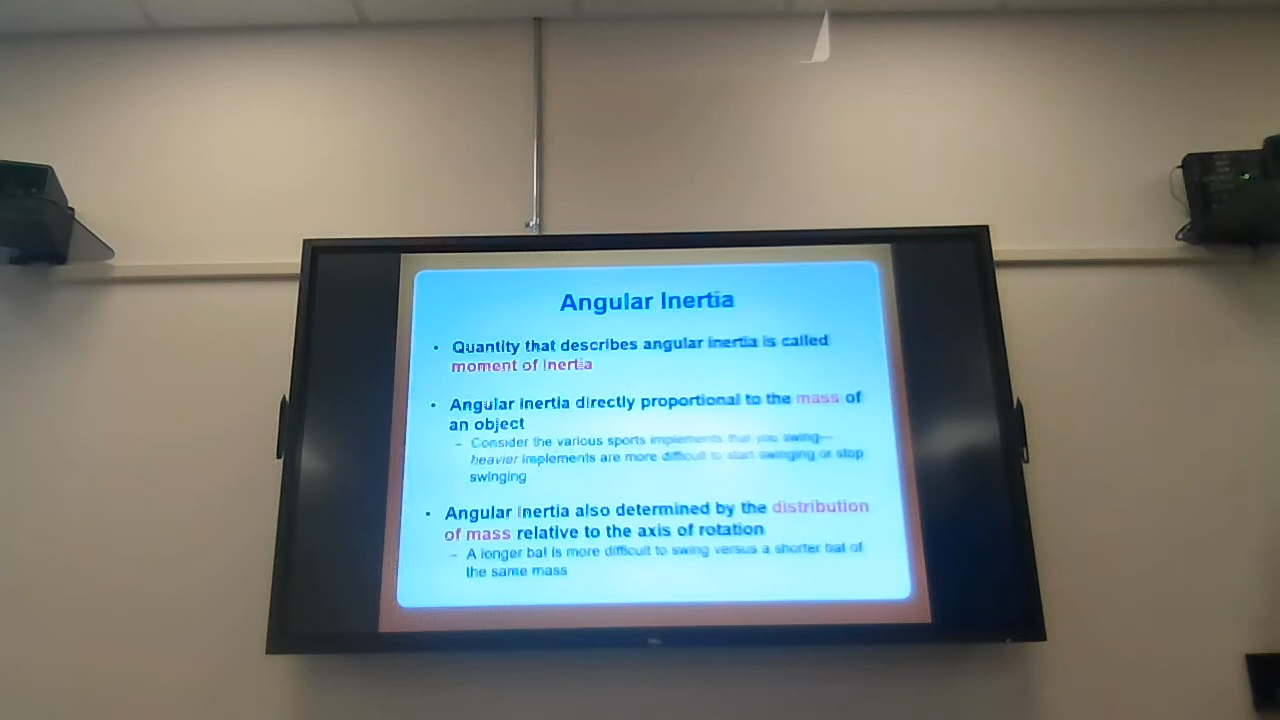 Angular Inertia
• Quantity that describes angular inertia is called
moment of inertia
• Angular inertia directly proportional to the mass of
an object
– Consider the various sports implements that you swing—
heavier implements are more difficult to start swinging or stop
swinging
• Angular Inertia also determined by the distribution
of mass relative to the axis of rotation
– A longer bat is more difficult to swing versus a shorter bat of
the same mass